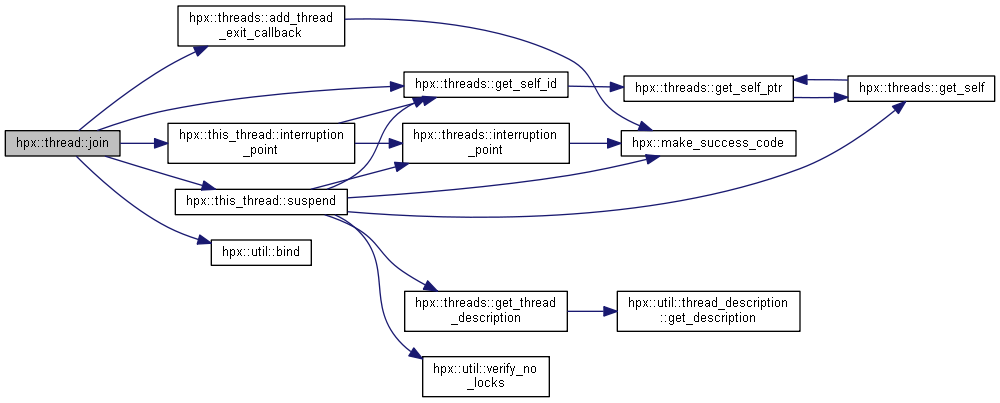 hpx::thread::join
hpx::threads::add_thread
_exit_callback
hpx::threads::get_self_id
hpx::this_thread::interruption
_point
hpx::this_thread::suspend
hpx::util::bind
hpx::threads::interruption
_point
hpx::threads::get_self_ptr
hpx::threads::get_self
hpx::make_success_code
hpx::threads::get_thread
_description
hpx::util::thread_description
::get_description
hpx::util::verify_no
_locks